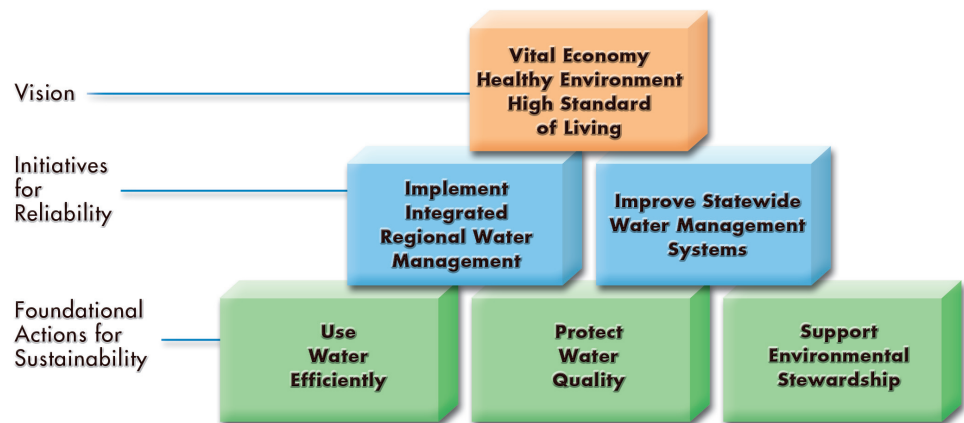 Vision
Vital Economy
Healthy Environment
High Standard
of Living
Initiatives
for
Reliability
Implement
Integrated
Regional Water
Management
Improve Statewide
Water Management
Systems
Foundational
Actions for
Sustainability
Use
Water
Efficiently
Protect
Water
Quality
Support
Environmental
Stewardship